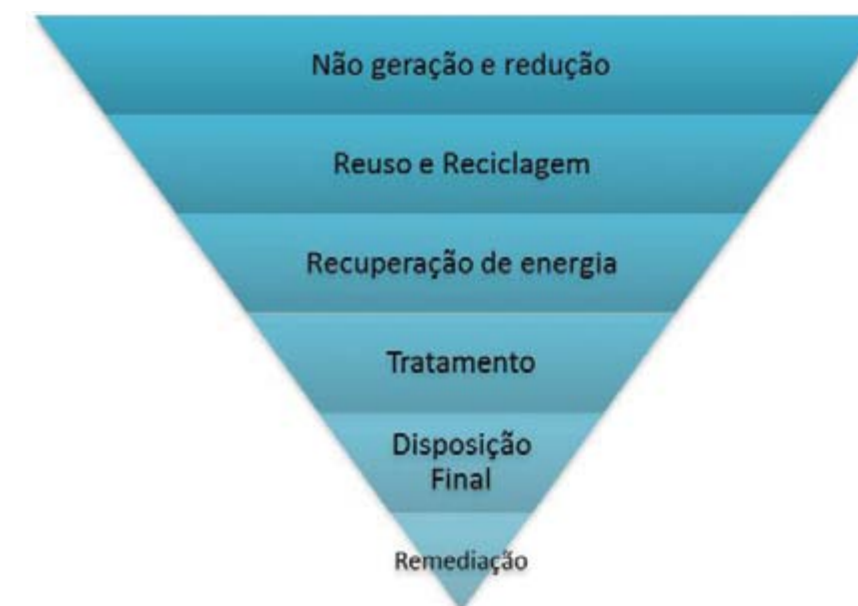 Não geração e redução
Reuso e Reciclagem
Recuperação de energia
Tratamento
Disposição
Final
Remediação